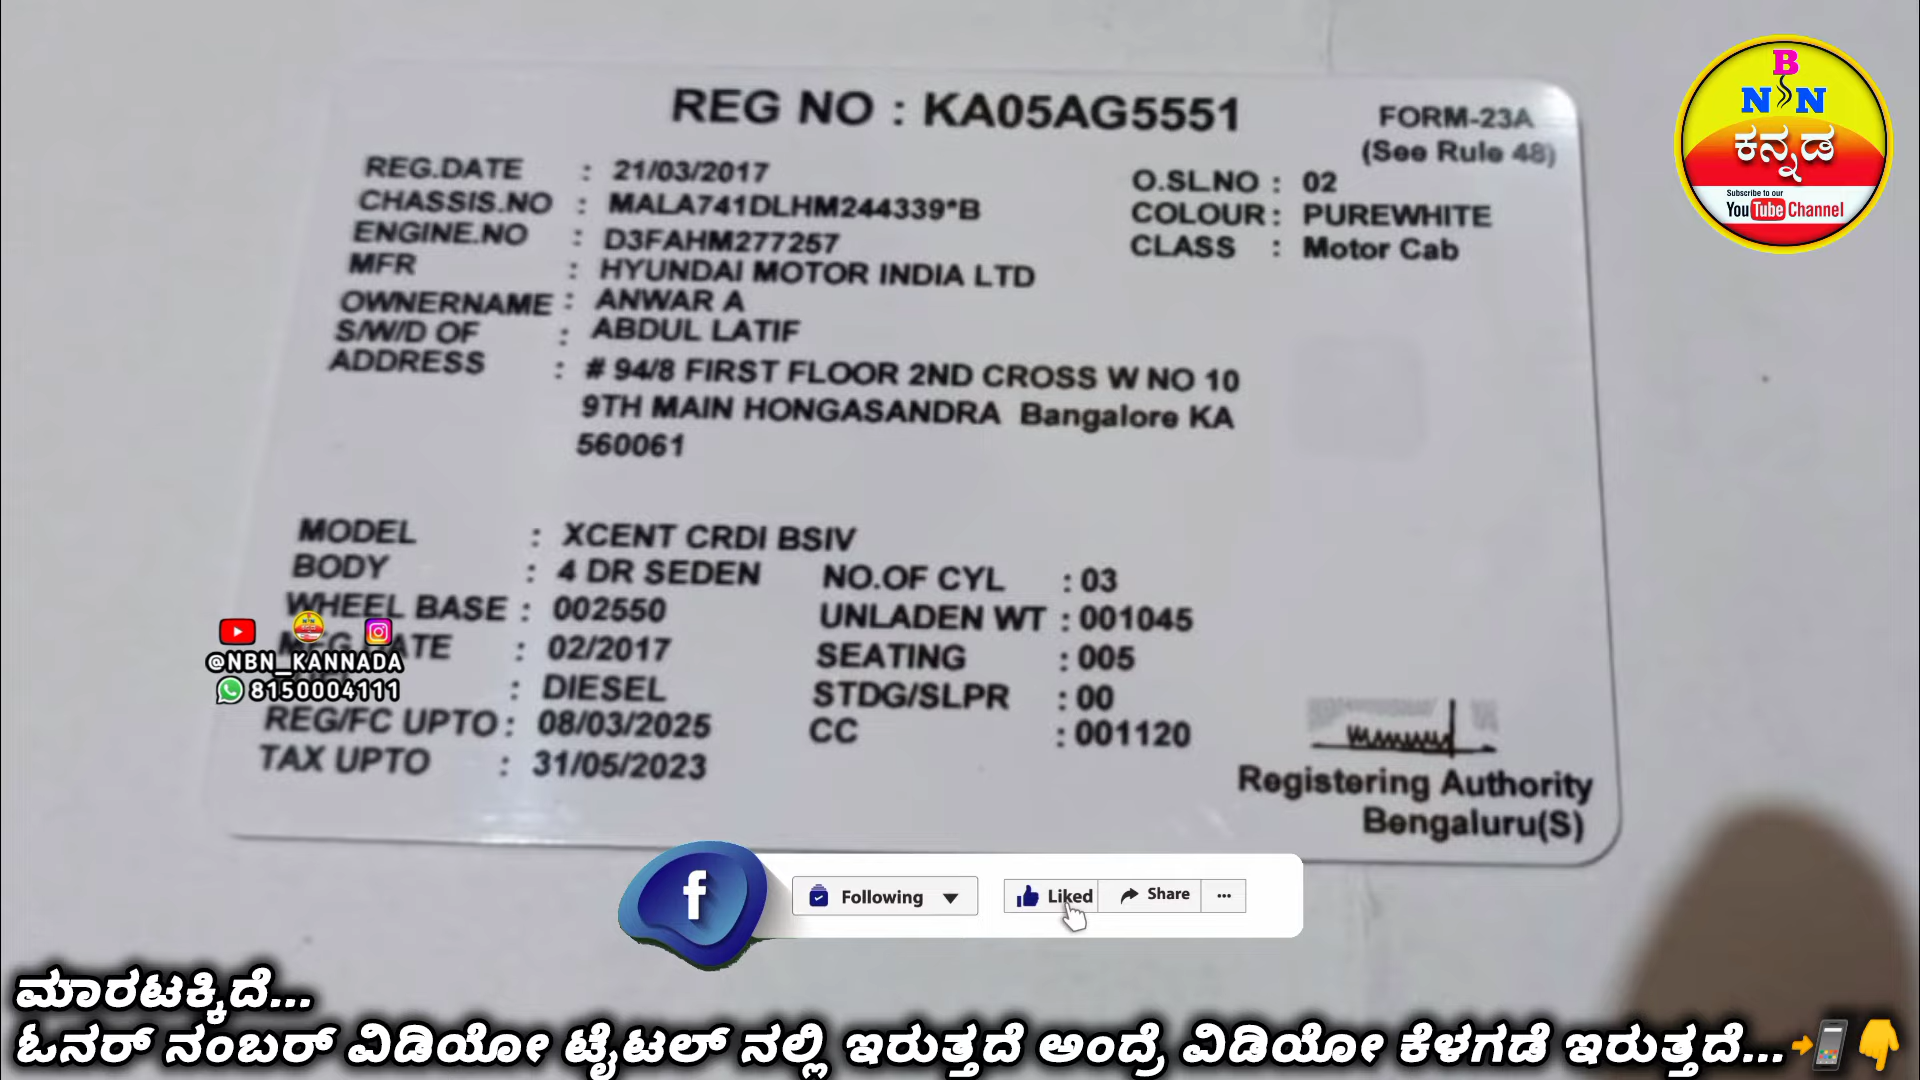 REG NO : KA05AG5551
FORM-23A
(See Rule 48)
REG.DATE : 21/03/2017
CHASSIS.NO : MALA741DLHM244339*B
ENGINE.NO : D3FAHM277257
MFR : HYUNDAI MOTOR INDIA LTD
OWNERNAME : ANWAR A
S/W/D OF : ABDUL LATIF
ADDRESS : # 94/8 FIRST FLOOR 2ND CROSS W NO 10
9TH MAIN HONGASANDRA Bangalore KA
560061
O.SL.NO : 02
COLOUR : PUREWHITE
CLASS : Motor Cab
MODEL : XCENT CRDI BSIV
BODY : 4 DR SEDEN
WHEEL BASE : 002550
MFG DATE : 02/2017
: DIESEL
REG/FC UPTO : 08/03/2025
TAX UPTO : 31/05/2023
NO.OF CYL : 03
UNLADEN WT : 001045
SEATING : 005
STDG/SLPR : 00
CC : 001120
Registering Authority
Bengaluru(S)
B
N N
ಕನ್ನಡ
Subscribe to our
YouTube Channel
@NBN_KANNADA
8150004111
f
Following
Liked
Share
...
ಮಾರಟಕ್ಕಿದೆ...
ಓನರ್ ನಂಬರ್ ವಿಡಿಯೋ ಟೈಟಲ್ ನಲ್ಲಿ ಇರುತ್ತದೆ ಅಂದ್ರೆ ವಿಡಿಯೋ ಕೆಳಗಡೆ ಇರುತ್ತದೆ...